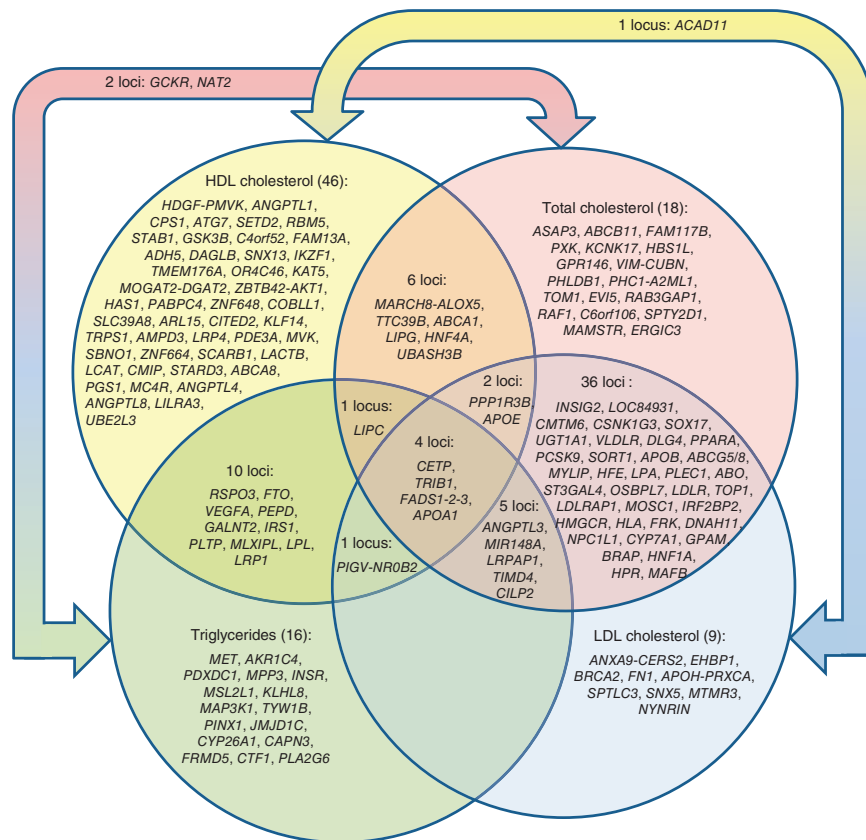 1 locus: ACAD11
2 loci: GCKR, NAT2
HDL cholesterol (46):
HDGF-PMVK, ANGPTL1,
CPS1, ATG7, SETD2, RBM5,
STAB1, GSK3B, C4orf52, FAM13A,
ADH5, DAGLB, SNX13, IKZF1,
TMEM176A, OR4C46, KAT5,
MOGAT2-DGAT2, ZBTB42-AKT1,
HAS1, PABPC4, ZNF648, COBLL1,
SLC39A8, ARL15, CITED2, KLF14,
TRPS1, AMPD3, LRP4, PDE3A, MVK,
SBNO1, ZNF664, SCARB1, LACTB,
LCAT, CMIP, STARD3, ABCA8,
PGS1, MC4R, ANGPTL4,
ANGPTL8, LILRA3,
UBE2L3
Total cholesterol (18):
ASAP3, ABCB11, FAM117B,
PXK, KCNK17, HBS1L,
GPR146, VIM-CUBN,
PHLDB1, PHC1-A2ML1,
TOM1, EVI5, RAB3GAP1,
RAF1, C6orf106, SPTY2D1,
MAMSTR, ERGIC3
6 loci:
MARCH8-ALOX5,
TTC39B, ABCA1,
LIPG, HNF4A,
UBASH3B
2 loci:
PPP1R3B,
APOE
36 loci :
INSIG2, LOC84931,
CMTM6, CSNK1G3, SOX17,
UGT1A1, VLDLR, DLG4, PPARA,
PCSK9, SORT1, APOB, ABCG5/8,
MYLIP, HFE, LPA, PLEC1, ABO,
ST3GAL4, OSBPL7, LDLR, TOP1,
LDLRAP1, MOSC1, IRF2BP2,
HMGCR, HLA, FRK, DNAH11,
NPC1L1, CYP7A1, GPAM,
BRAP, HNF1A,
HPR, MAFB
1 locus:
LIPC
4 loci:
CETP,
TRIB1,
FADS1-2-3,
APOA1
10 loci:
RSPO3, FTO,
VEGFA, PEPD,
GALNT2, IRS1,
PLTP, MLXIPL, LPL,
LRP1
1 locus:
PIGV-NR0B2
5 loci:
ANGPTL3,
MIR148A,
LRPAP1,
TIMD4,
CILP2
Triglycerides (16):
MET, AKR1C4,
PDXDC1, MPP3, INSR,
MSL2L1, KLHL8,
MAP3K1, TYW1B,
PINX1, JMJD1C,
CYP26A1, CAPN3,
FRMD5, CTF1, PLA2G6
LDL cholesterol (9):
ANXA9-CERS2, EHBP1,
BRCA2, FN1, APOH-PRXCA,
SPTLC3, SNX5, MTMR3,
NYNRIN